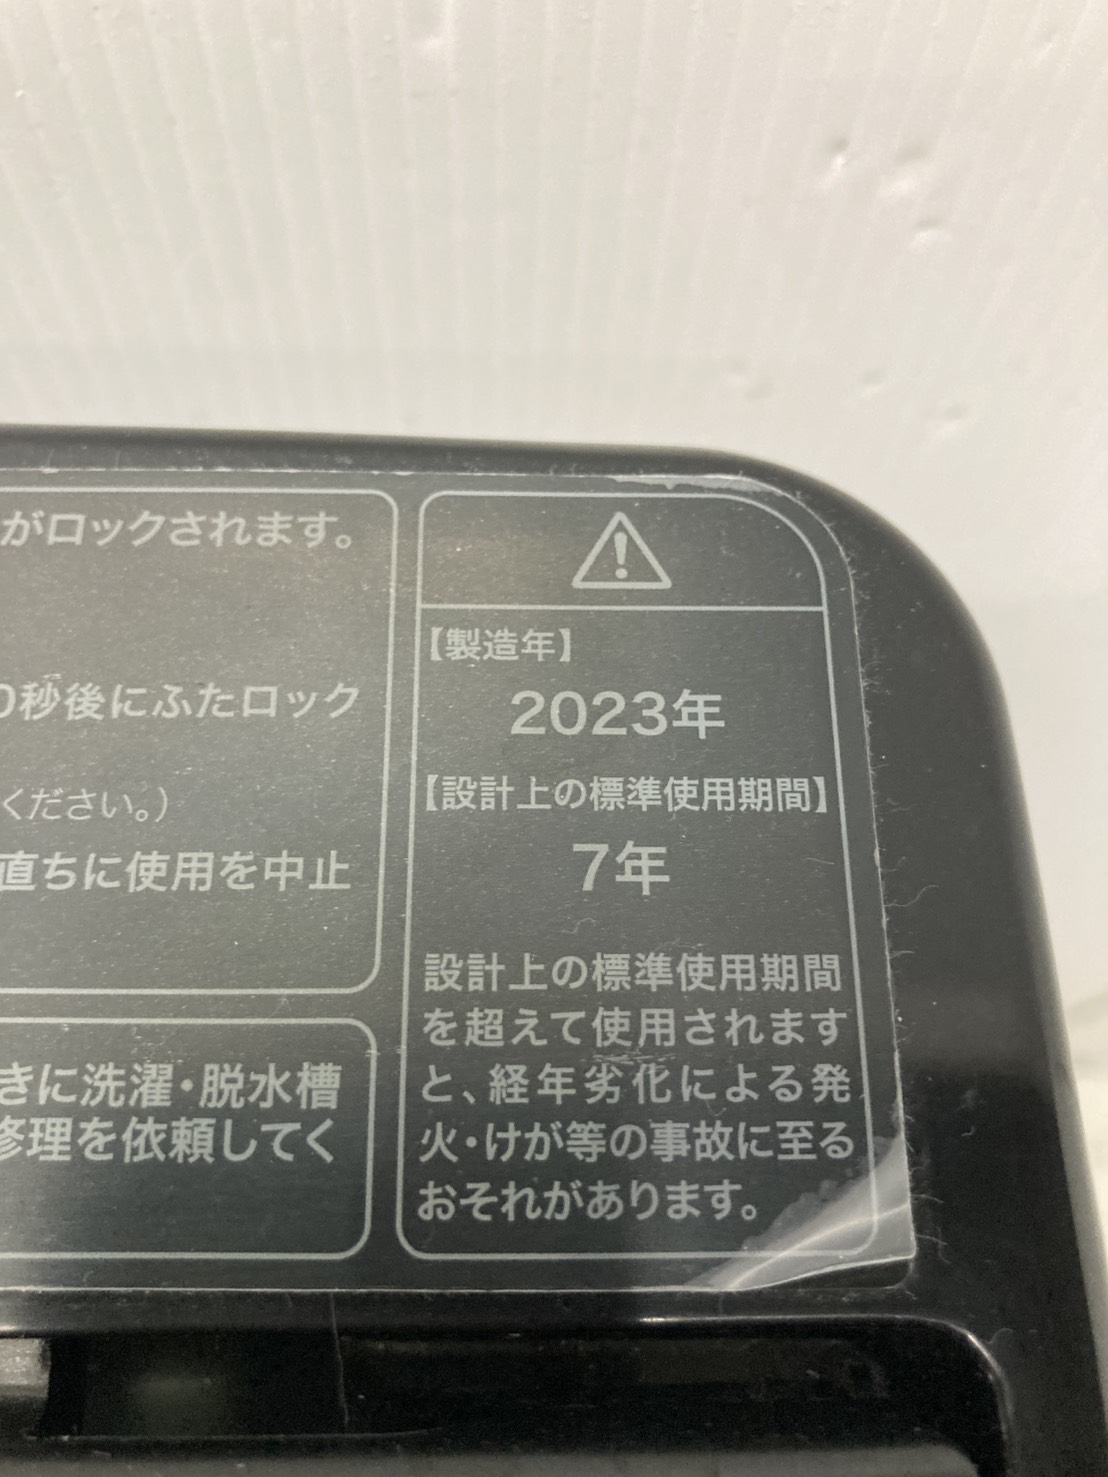 がロックされます。
0秒後にふたロック
ください。）
直ちに使用を中止
きに洗濯・脱水槽
修理を依頼してく
【製造年】
2023年
【設計上の標準使用期間】
7年
設計上の標準使用期間
を超えて使用されます
と、経年劣化による発
火・けが等の事故に至る
おそれがあります。